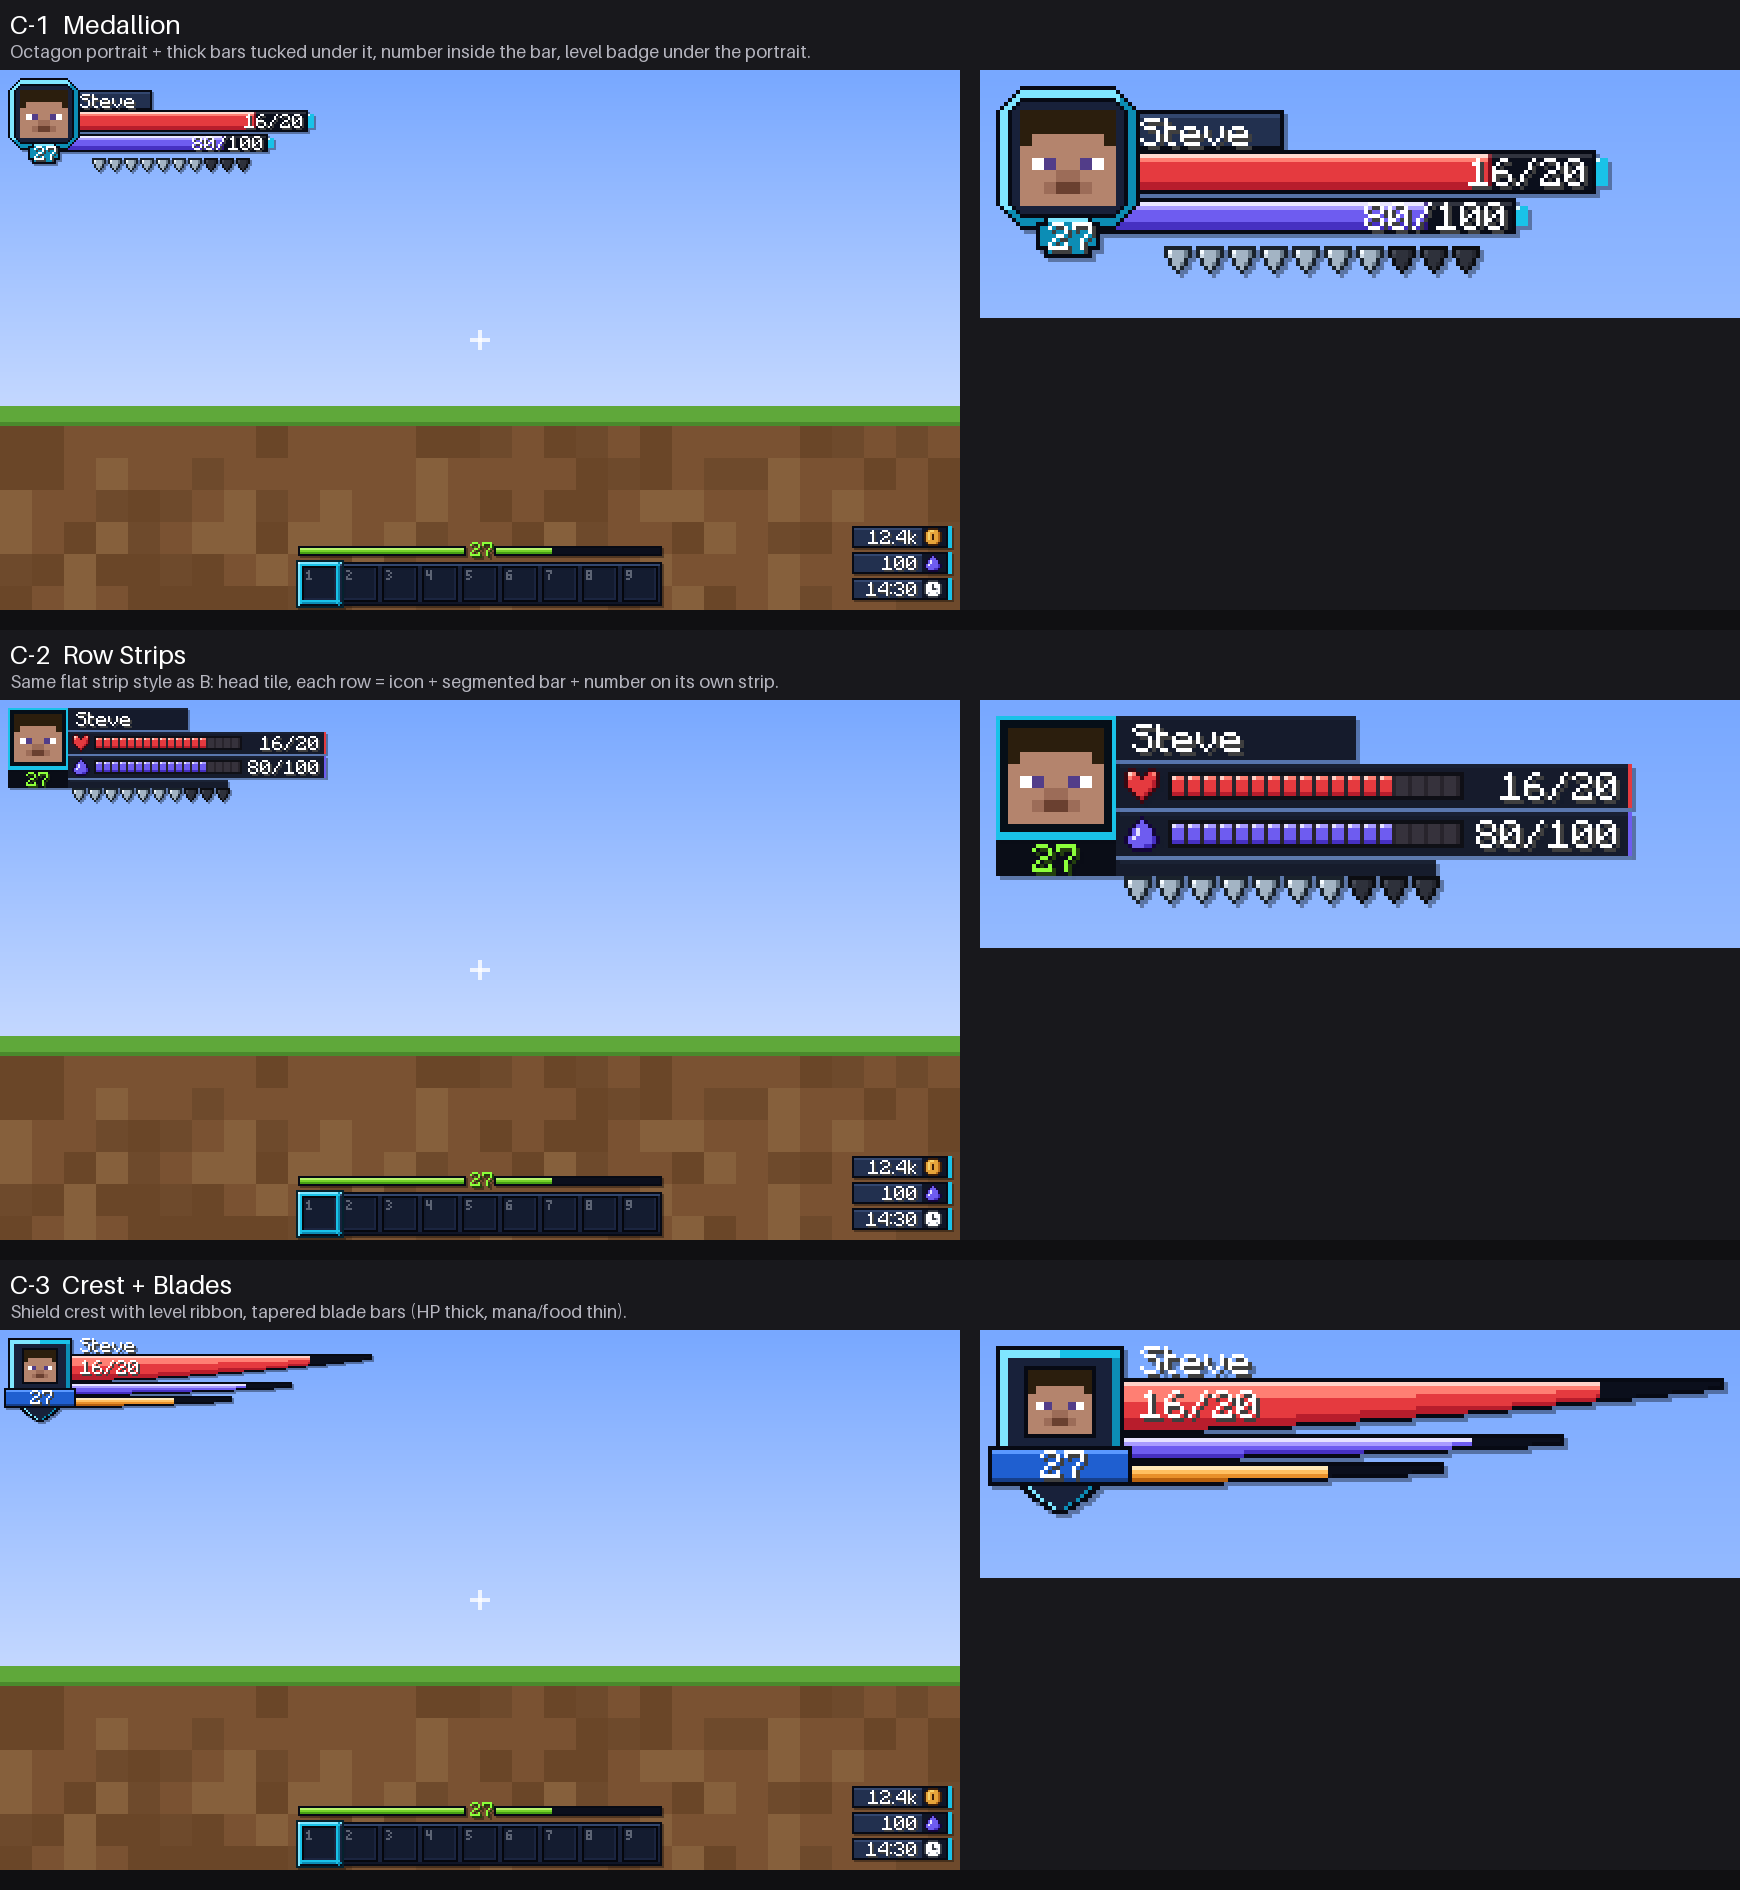 C-1 Medallion
Octagon portrait + thick bars tucked under it, number inside the bar, level badge under the portrait.
Steve
16/20
80/100
27
Steve
16/20
80/100
27
12.4k
27
100
1 2 3 4 5 6 7 8 9
14:30
C-2 Row Strips
Same flat strip style as B: head tile, each row = icon + segmented bar + number on its own strip.
Steve
16/20
80/100
27
Steve
16/20
80/100
27
12.4k
27
100
1 2 3 4 5 6 7 8 9
14:30
C-3 Crest + Blades
Shield crest with level ribbon, tapered blade bars (HP thick, mana/food thin).
Steve
16/20
27
Steve
16/20
27
12.4k
27
100
1 2 3 4 5 6 7 8 9
14:30